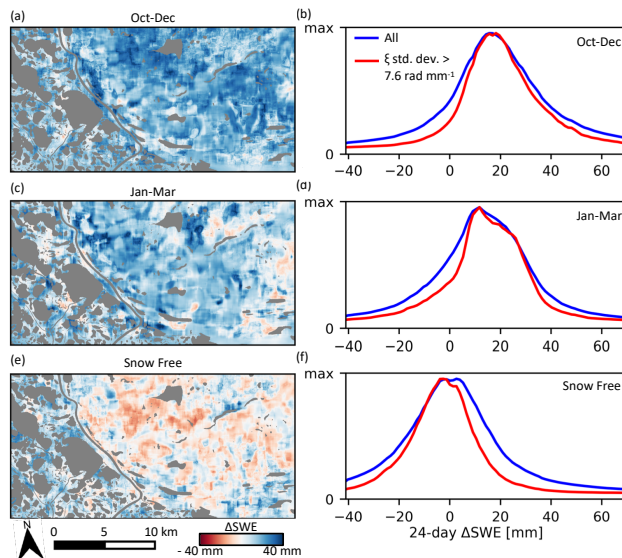 (a)
Oct-Dec
(b)
max
All
ξ std. dev. >
7.6 rad mm⁻¹
Oct-Dec
0
−40 −20 0 20 40 60
(c)
Jan-Mar
(d)
max
Jan-Mar
0
−40 −20 0 20 40 60
(e)
Snow Free
(f)
max
Snow Free
0
−40 −20 0 20 40 60
24-day ΔSWE [mm]
N
0 5 10 km
ΔSWE
- 40 mm 40 mm